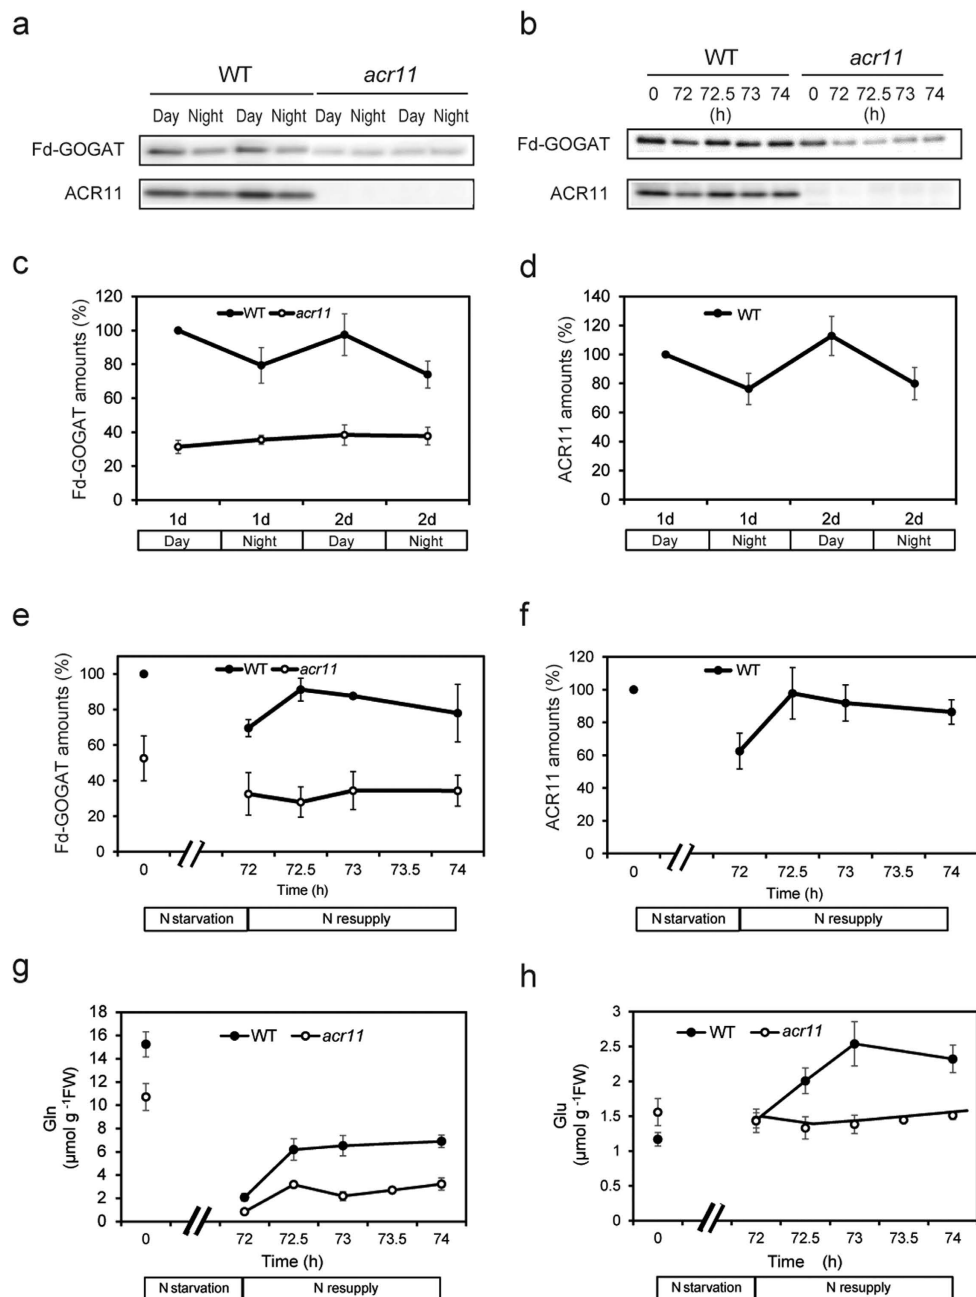 a
WT acr11
Day Night Day Night Day Night Day Night
Fd-GOGAT
ACR11
b
WT acr11
0 72 72.5 73 74 0 72 72.5 73 74
(h) (h)
Fd-GOGAT
ACR11
c
Fd-GOGAT amounts (%)
120
100
80
60
40
20
0
WT acr11
1d 1d 2d 2d
Day Night Day Night
d
ACR11 amounts (%)
140
120
100
80
60
40
20
0
WT
1d 1d 2d 2d
Day Night Day Night
e
Fd-GOGAT amounts (%)
100
80
60
40
20
0
WT acr11
0 72 72.5 73 73.5 74
Time (h)
N starvation N resupply
f
ACR11 amounts (%)
120
100
80
60
40
20
0
WT
0 72 72.5 73 73.5 74
Time (h)
N starvation N resupply
g
Gln
(μmol g -1FW)
18
16
14
12
10
8
6
4
2
0
WT acr11
0 72 72.5 73 73.5 74
Time (h)
N starvation N resupply
h
Glu
(μmol g -1FW)
3
2.5
2
1.5
1
0.5
0
WT acr11
0 72 72.5 73 73.5 74
Time (h)
N starvation N resupply